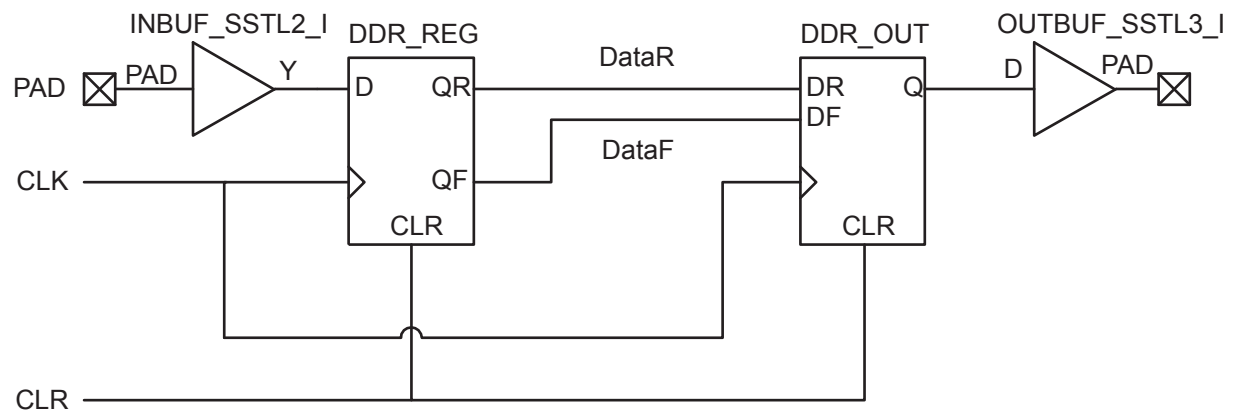 INBUF_SSTL2_I
DDR_REG
DDR_OUT
OUTBUF_SSTL3_I
PAD
PAD
Y
D
QR
DataR
DR
Q
D
PAD
DF
DataF
CLK
QF
CLR
CLR
CLR